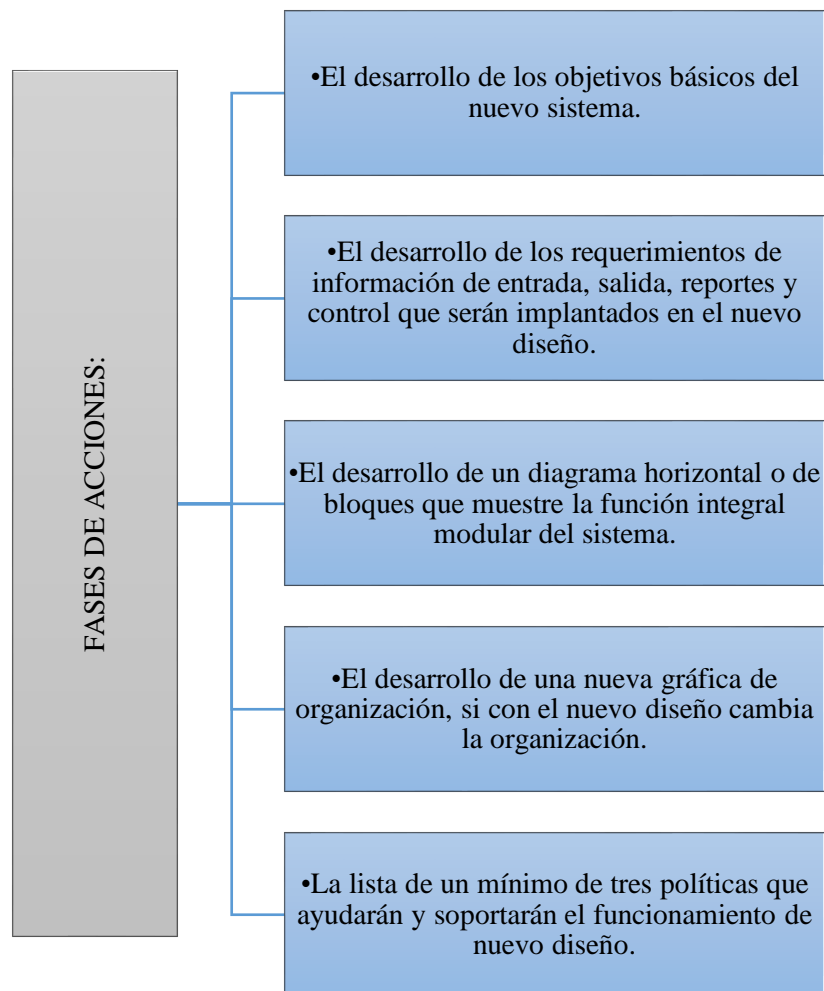 FASES DE ACCIONES:
•El desarrollo de los objetivos básicos del
nuevo sistema.
•El desarrollo de los requerimientos de
información de entrada, salida, reportes y
control que serán implantados en el nuevo
diseño.
•El desarrollo de un diagrama horizontal o de
bloques que muestre la función integral
modular del sistema.
•El desarrollo de una nueva gráfica de
organización, si con el nuevo diseño cambia
la organización.
•La lista de un mínimo de tres políticas que
ayudarán y soportarán el funcionamiento de
nuevo diseño.